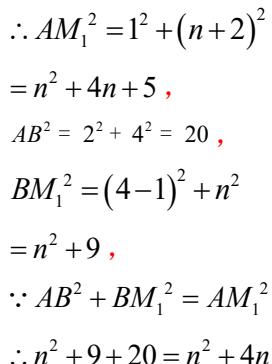 ∴ AM₁² = 1² + (n + 2)²
= n² + 4n + 5 ，
AB² = 2² + 4² = 20 ，
BM₁² = (4 − 1)² + n²
= n² + 9 ，
∵ AB² + BM₁² = AM₁²
∴ n² + 9 + 20 = n² + 4n